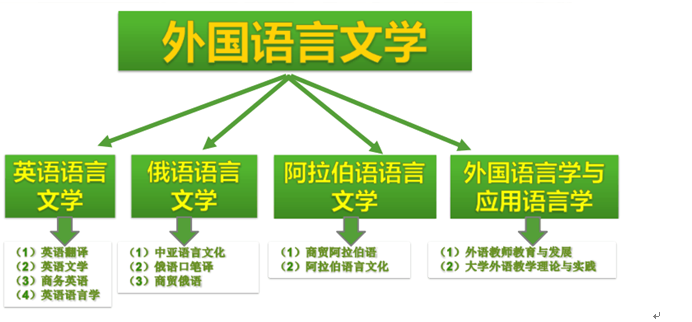 外国语言文学
英语语言
文学
俄语语言
文学
阿拉伯语语言
文学
外国语言学与
应用语言学
（1）英语翻译
（2）英语文学
（3）商务英语
（4）英语语言学
（1）中亚语言文化
（2）俄语口笔译
（3）商贸俄语
（1）商贸阿拉伯语
（2）阿拉伯语言文化
（1）外语教师教育与发展
（2）大学外语教学理论与实践